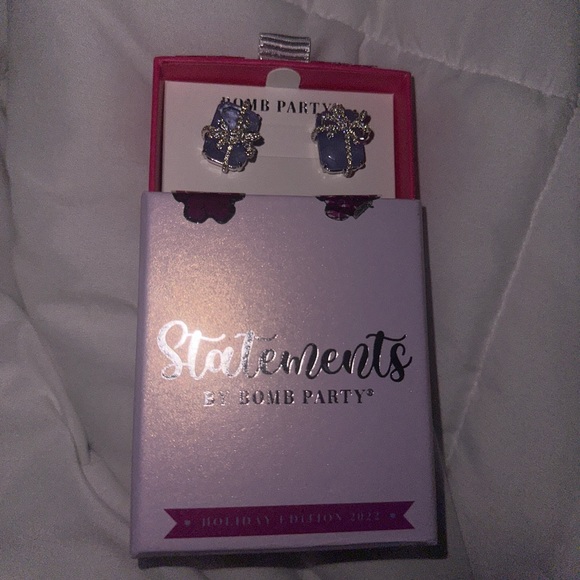 BOMB PARTY®
Statements
BY BOMB PARTY®
HOLIDAY EDITION 2022